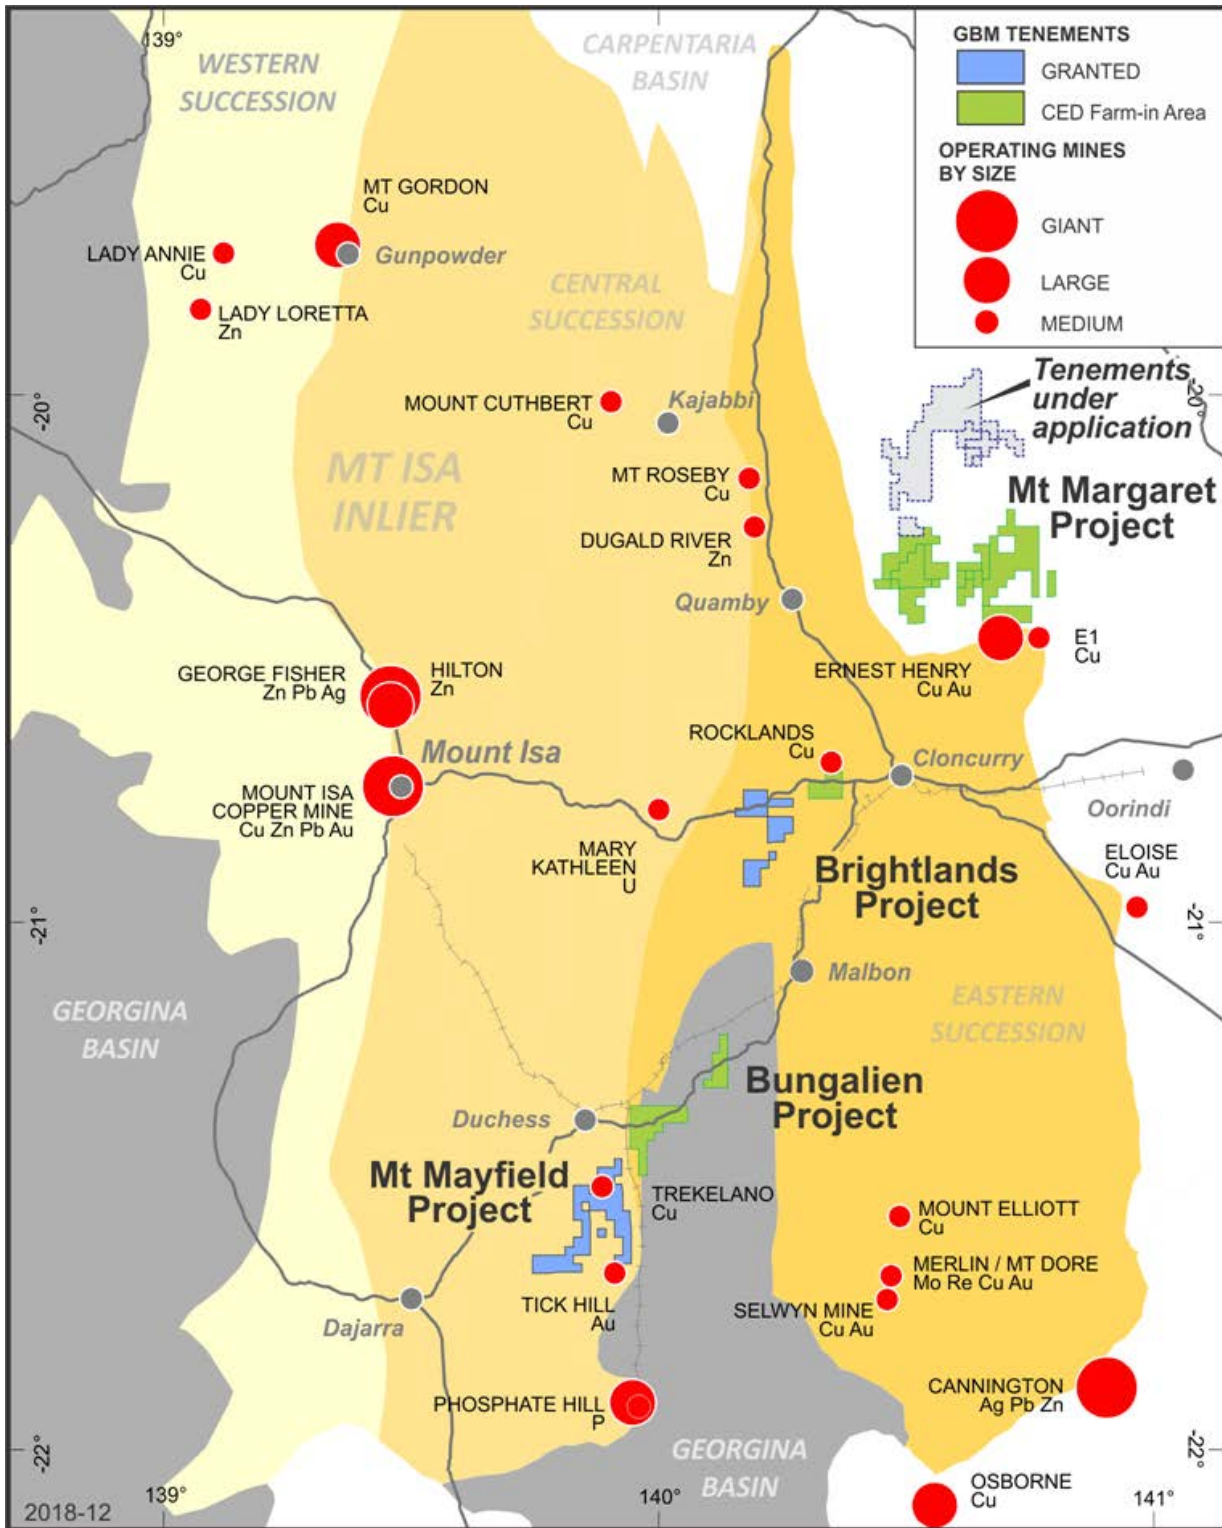 139°
WESTERN
SUCCESSION
CARPENTARIA
BASIN
GBM TENEMENTS
GRANTED
CED Farm-in Area
OPERATING MINES
BY SIZE
GIANT
LARGE
MEDIUM
MT GORDON
Cu
LADY ANNIE
Cu
Gunpowder
LADY LORETTA
Zn
CENTRAL
SUCCESSION
-20°
Tenements
under
application
-20°
MOUNT CUTHBERT
Cu
Kajabbi
MT ISA
INLIER
MT ROSEBY
Cu
Mt Margaret
Project
DUGALD RIVER
Zn
Quamby
GEORGE FISHER
Zn Pb Ag
HILTON
Zn
ERNEST HENRY
Cu Au
E1
Cu
ROCKLANDS
Cu
Mount Isa
Cloncurry
MOUNT ISA
COPPER MINE
Cu Zn Pb Au
Oorindi
MARY
KATHLEEN
U
Brightlands
Project
ELOISE
Cu Au
-21°
-21°
Malbon
GEORGINA
BASIN
EASTERN
SUCCESSION
Bungalien
Project
Duchess
Mt Mayfield
Project
TREKELANO
Cu
MOUNT ELLIOTT
Cu
MERLIN / MT DORE
Mo Re Cu Au
TICK HILL
Au
SELWYN MINE
Cu Au
Dajarra
CANNINGTON
Ag Pb Zn
PHOSPHATE HILL
P
-22°
GEORGINA
BASIN
-22°
OSBORNE
Cu
139°
140°
141°
2018-12